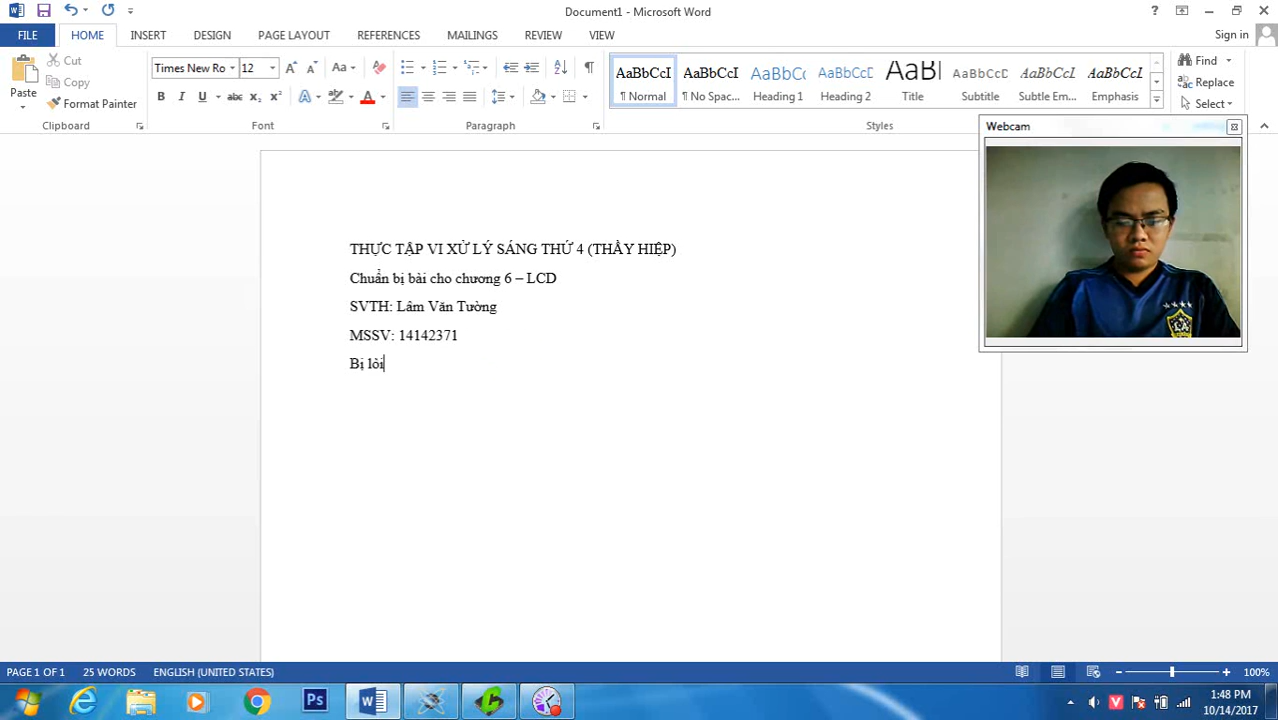 Document1 - Microsoft Word
Sign in
FILE
HOME
INSERT
DESIGN
PAGE LAYOUT
REFERENCES
MAILINGS
REVIEW
VIEW
Paste
Cut
Copy
Format Painter
Clipboard
Times New Ro
12
Font
Paragraph
AaBbCcI
¶ Normal
AaBbCcI
¶ No Spac...
AaBbCc
Heading 1
AaBbCcD
Heading 2
AaBl
Title
AaBbCcD
Subtitle
AaBbCcI
Subtle Em...
AaBbCcI
Emphasis
Styles
Find
Replace
Select
Webcam
THỰC TẬP VI XỬ LÝ SÁNG THỨ 4 (THẦY HIỆP)
Chuẩn bị bài cho chương 6 – LCD
SVTH: Lâm Văn Tường
MSSV: 14142371
Bị lôi
PAGE 1 OF 1
25 WORDS
ENGLISH (UNITED STATES)
100%
1:48 PM
10/14/2017